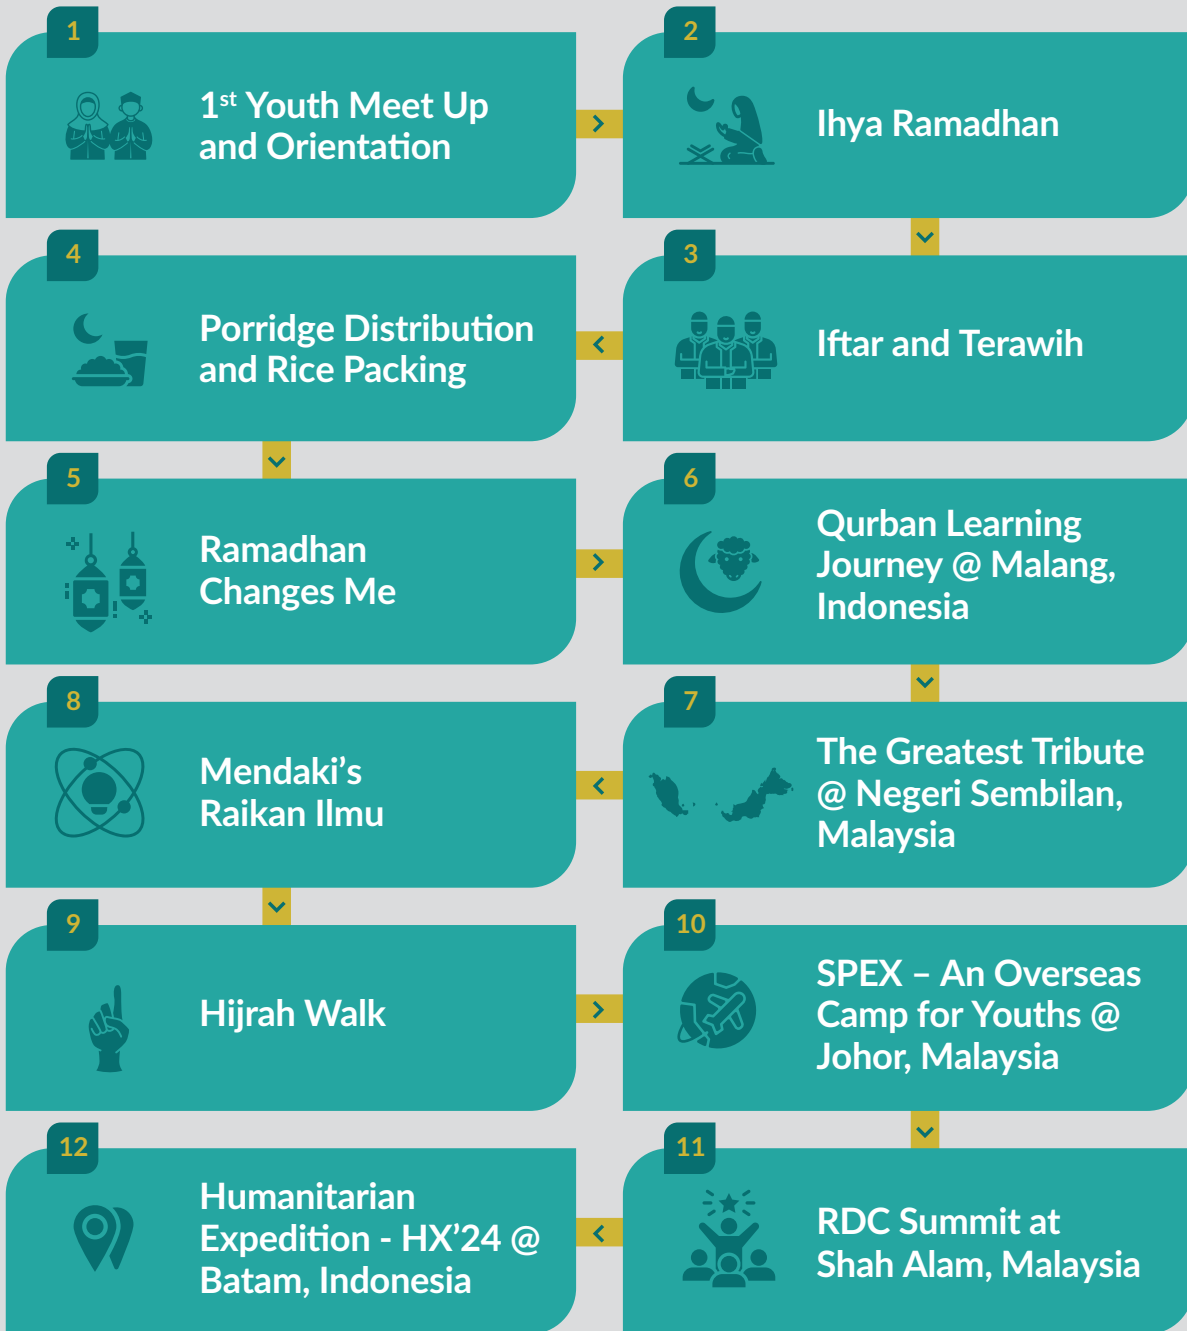 1
1st Youth Meet Up
and Orientation
2
Ihya Ramadhan
3
Iftar and Terawih
4
Porridge Distribution
and Rice Packing
5
Ramadhan
Changes Me
6
Qurban Learning
Journey @ Malang,
Indonesia
7
The Greatest Tribute
@ Negeri Sembilan,
Malaysia
8
Mendaki’s
Raikan Ilmu
9
Hijrah Walk
10
SPEX – An Overseas
Camp for Youths @
Johor, Malaysia
11
RDC Summit at
Shah Alam, Malaysia
12
Humanitarian
Expedition - HX’24 @
Batam, Indonesia